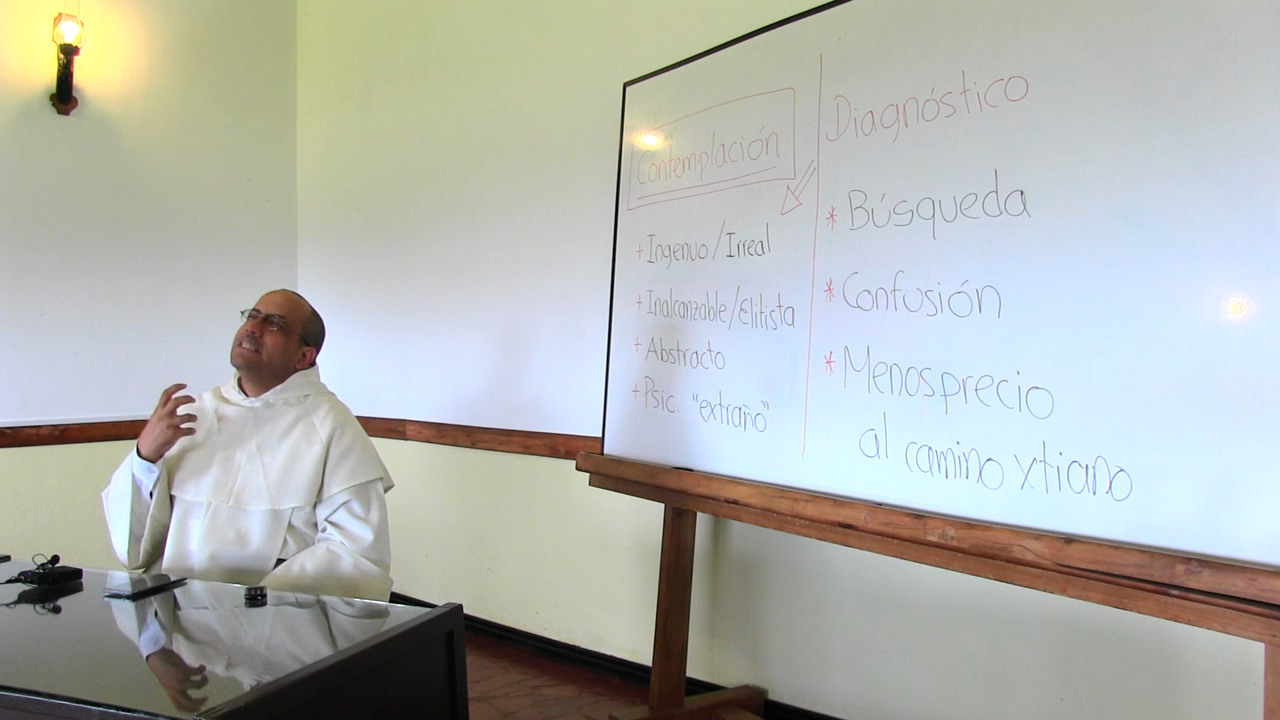 Contemplación
+ Ingenuo/Irreal
+ Inalcanzable/Elitista
+ Abstracto
+ Psic. "extraño"
Diagnóstico
* Búsqueda
* Confusión
* Menosprecio
al camino xtiano